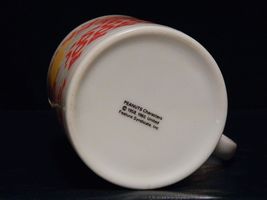 PEANUTS Characters
© 1958, 1965, United
Feature Syndicate, Inc.